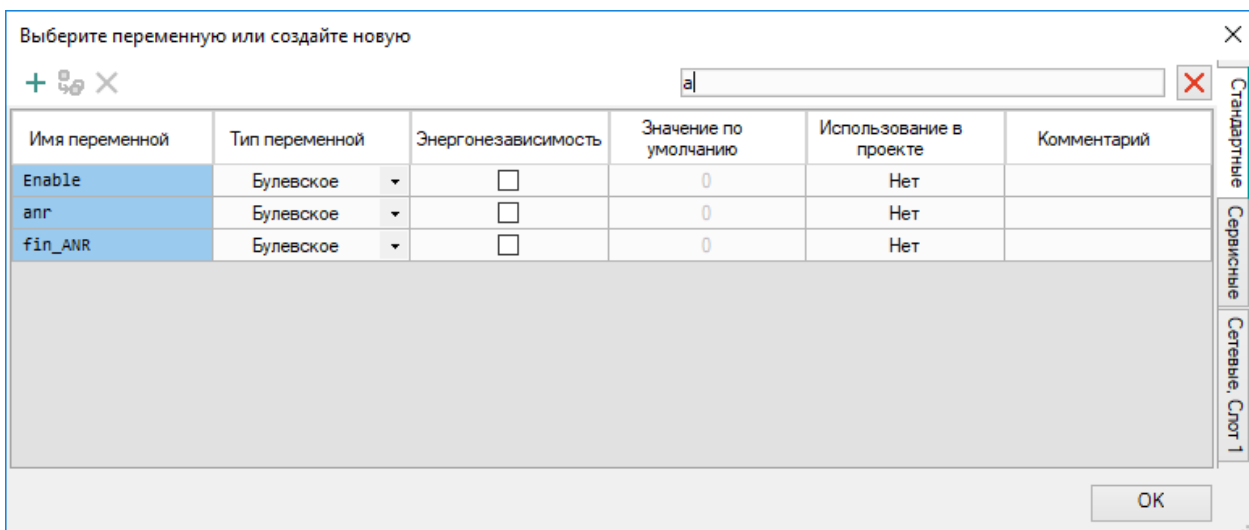 Выберите переменную или создайте новую
a
Имя переменной Тип переменной Энергонезависимость Значение по умолчанию Использование в проекте Комментарий
Enable Булевское 0 Нет
anr Булевское 0 Нет
fin_ANR Булевское 0 Нет
Стандартные
Сервисные
Сетевые, Слот 1
OK